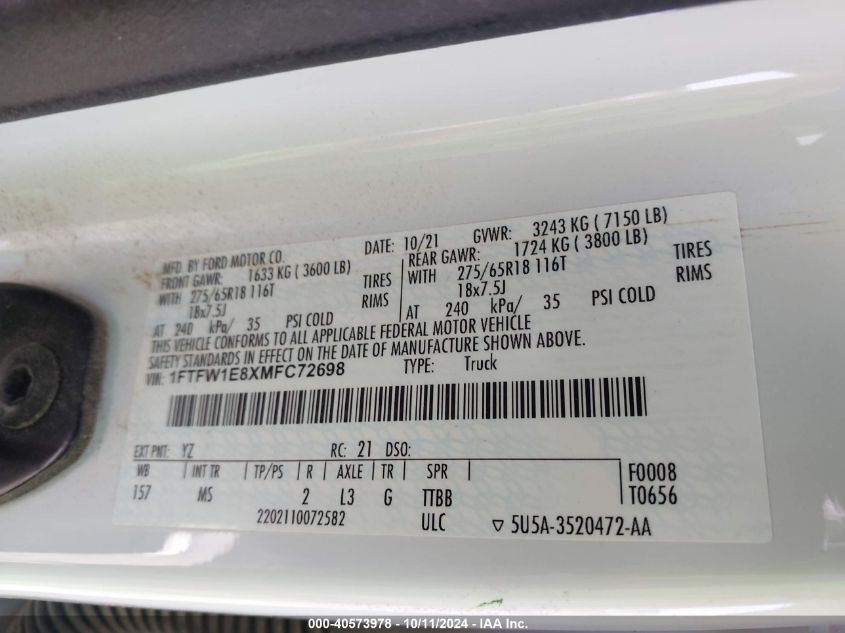 MFD. BY FORD MOTOR CO.
DATE: 10/21 GVWR: 3243 KG ( 7150 LB)
FRONT GAWR: 1633 KG ( 3600 LB)
WITH 275/65R18 116T TIRES
18x7.5J RIMS
AT 240 kPa/ 35 PSI COLD
REAR GAWR: 1724 KG ( 3800 LB)
WITH 275/65R18 116T TIRES
18x7.5J RIMS
AT 240 kPa/ 35 PSI COLD
THIS VEHICLE CONFORMS TO ALL APPLICABLE FEDERAL MOTOR VEHICLE
SAFETY STANDARDS IN EFFECT ON THE DATE OF MANUFACTURE SHOWN ABOVE.
VIN: 1FTFW1E8XMFC72698 TYPE: Truck
EXT PNT: YZ RC: 21 DSO:
WB INT TR TP/PS R AXLE TR SPR F0008
157 MS 2 L3 G TTBB T0656
2202110072582 ULC ▽ 5U5A-3520472-AA
000-40573978 - 10/11/2024 - IAAI.com